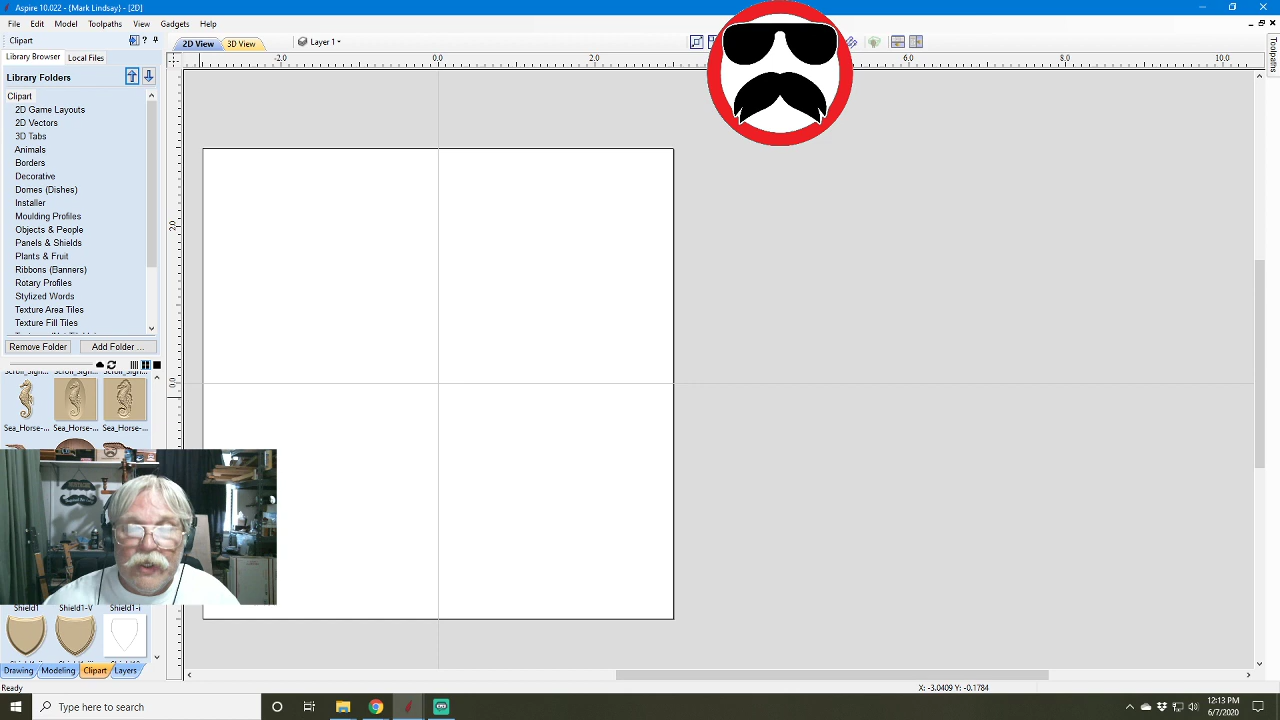 Aspire 10.022 - (Mark Lindsay) - [2D]
File Edit Model Toolpaths View Gadgets Help
Clipart
Library Browser Local Files
Library Folders
Clipart
2D Game Layouts
2D Vectors
3D Tabs
Animals
Borders
Decorative
Domes (Dishes)
Installer
Moulding Profiles
Objects & People
Panels & Shields
Plants & Fruit
Ribbons (Banners)
Rotary Profiles
Stylized Words
Texture Area Tiles
Texture Fill Tiles
Remove Folder Add Folder ...
Sea_Horse-... Sea_Horse-... Sea_Horse-...
Shield1 Shield1-V
Drawing Modeling Clipart Layers
2D View 3D View Layer 1
-2.0 0.0 2.0 6.0 8.0 10.0
2.0
0.0
Toolpaths
Ready X: -3.0409 Y: -0.1784
Type here to search
12:13 PM
6/7/2020